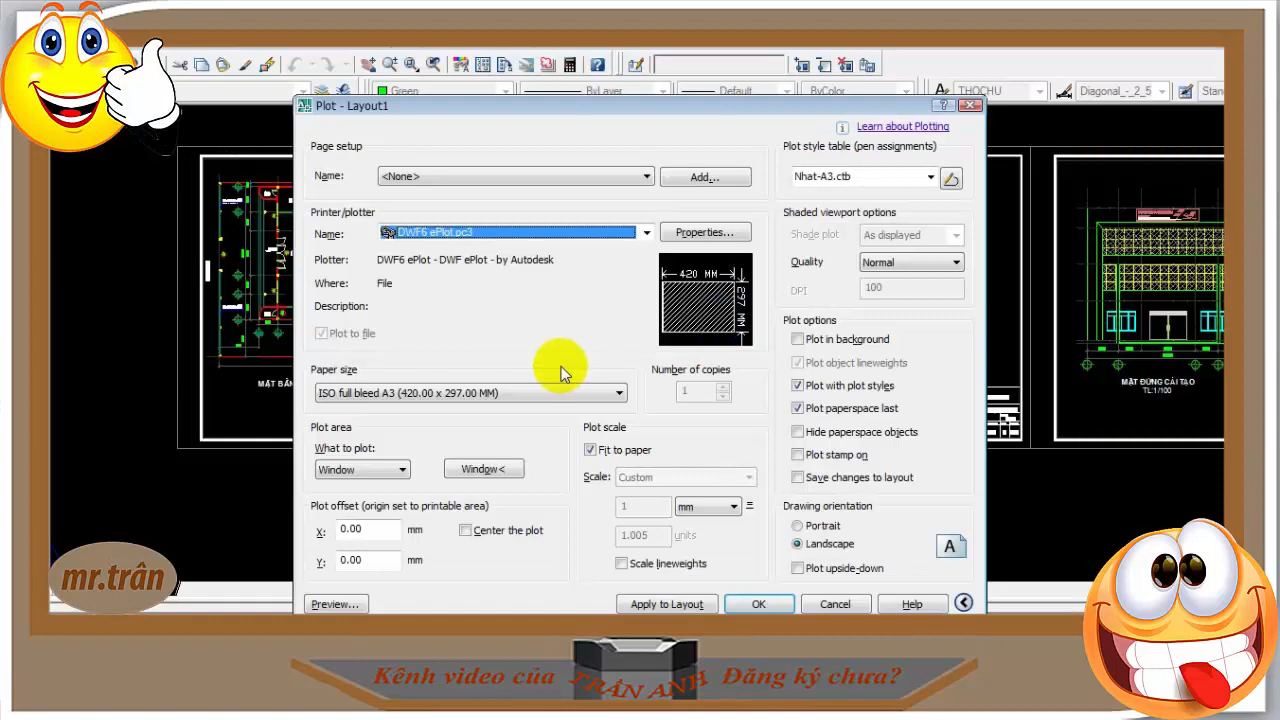 Green
ByLayer
Default
ByColor
THOCHU
Diagonal_-_2_5
Stand
Plot - Layout1
Learn about Plotting
Page setup
Name:
<None>
Add...
Plot style table (pen assignments)
Nhat-A3.ctb
Printer/plotter
Name:
DWF6 ePlot.pc3
Properties...
Plotter:
DWF6 ePlot - DWF ePlot - by Autodesk
Where:
File
Description:
Plot to file
420 MM
297 MM
Shaded viewport options
Shade plot
As displayed
Quality
Normal
DPI
100
Paper size
ISO full bleed A3 (420.00 x 297.00 MM)
Number of copies
1
Plot options
Plot in background
Plot object lineweights
Plot with plot styles
Plot paperspace last
Hide paperspace objects
Plot stamp on
Save changes to layout
Plot area
What to plot:
Window
Window<
Plot scale
Fit to paper
Scale:
Custom
1
mm
=
1.005
units
Scale lineweights
Plot offset (origin set to printable area)
X:
0.00
mm
Center the plot
Y:
0.00
mm
Drawing orientation
Portrait
Landscape
Plot upside-down
A
Preview...
Apply to Layout
OK
Cancel
Help
MẶT BẰN
MẶT ĐỨNG CẢI TẠO
TL:1/100
mr.trân
Kênh video của TRẦN ANH Đăng ký chưa?